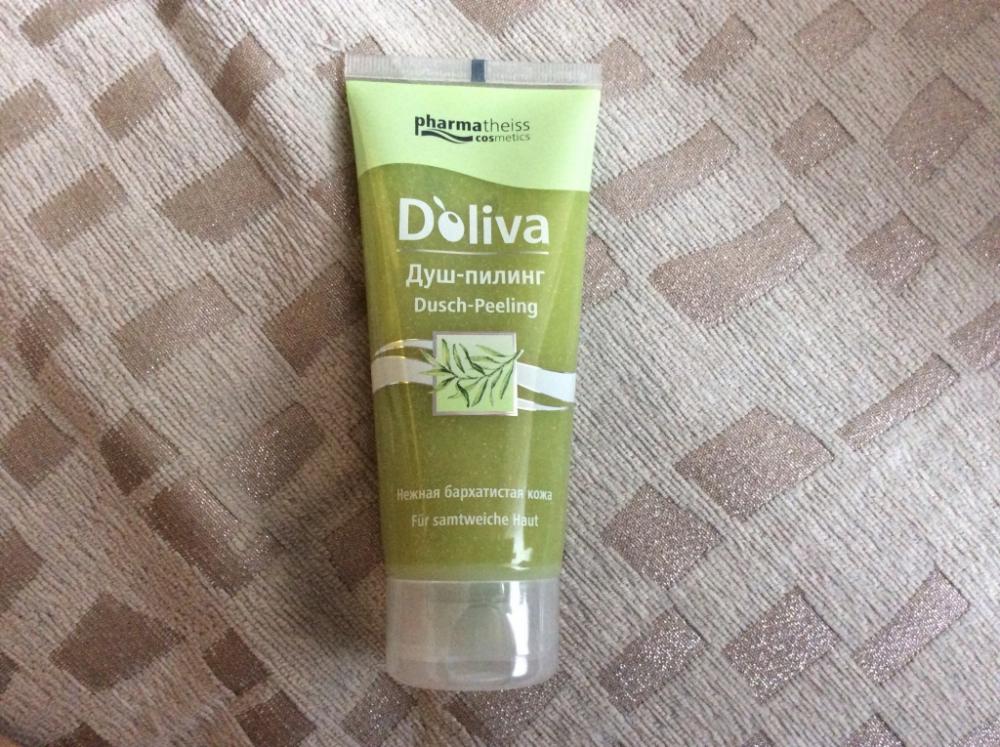 pharmatheiss
cosmetics
D'oliva
Душ-пилинг
Dusch-Peeling
Нежная бархатистая кожа
Für samtweiche Haut